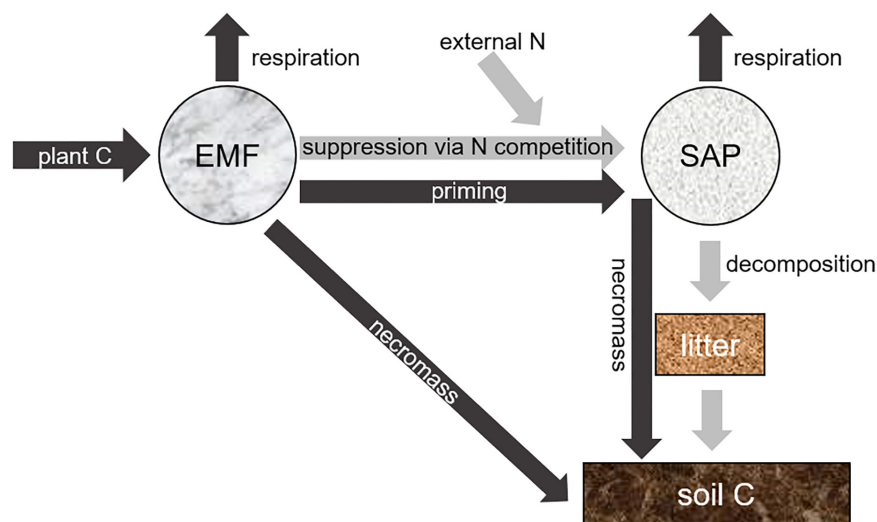 respiration
external N
respiration
plant C
EMF
suppression via N competition
SAP
priming
necromass
necromass
decomposition
litter
soil C